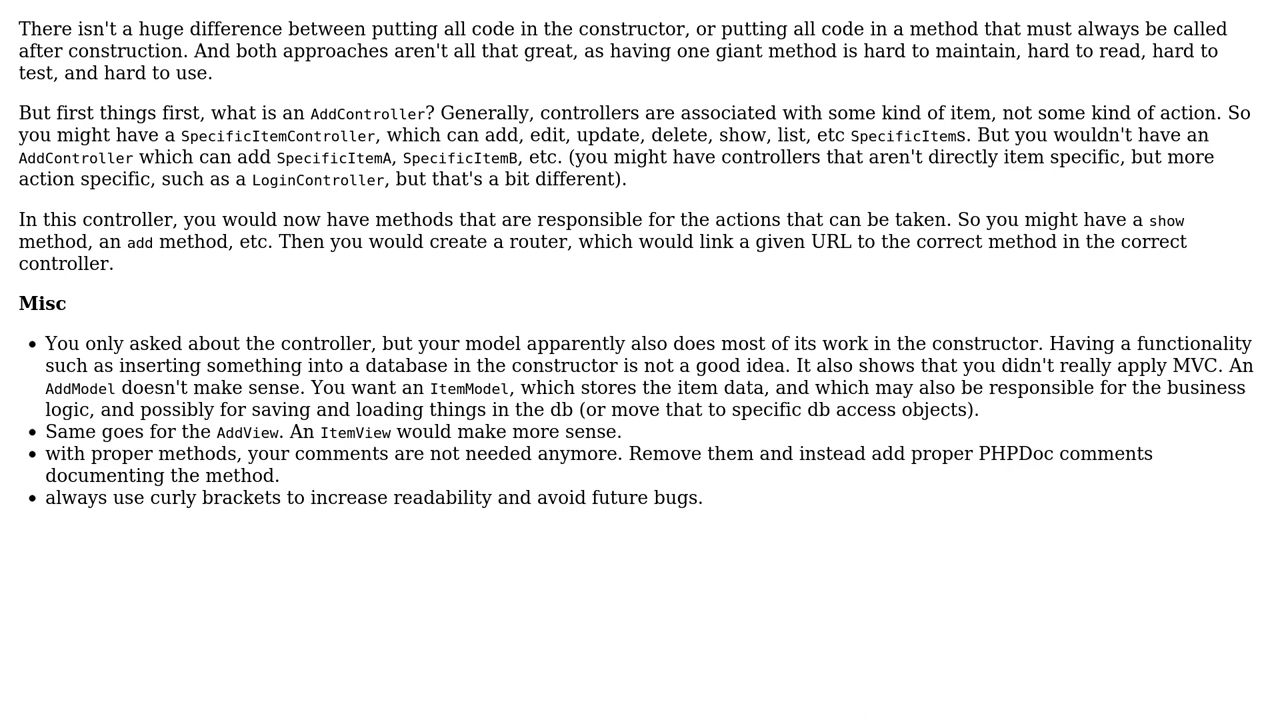 There isn't a huge difference between putting all code in the constructor, or putting all code in a method that must always be called
after construction. And both approaches aren't all that great, as having one giant method is hard to maintain, hard to read, hard to
test, and hard to use.
But first things first, what is an AddController? Generally, controllers are associated with some kind of item, not some kind of action. So
you might have a SpecificItemController, which can add, edit, update, delete, show, list, etc SpecificItems. But you wouldn't have an
AddController which can add SpecificItemA, SpecificItemB, etc. (you might have controllers that aren't directly item specific, but more
action specific, such as a LoginController, but that's a bit different).
In this controller, you would now have methods that are responsible for the actions that can be taken. So you might have a show
method, an add method, etc. Then you would create a router, which would link a given URL to the correct method in the correct
controller.
Misc
• You only asked about the controller, but your model apparently also does most of its work in the constructor. Having a functionality
such as inserting something into a database in the constructor is not a good idea. It also shows that you didn't really apply MVC. An
AddModel doesn't make sense. You want an ItemModel, which stores the item data, and which may also be responsible for the business
logic, and possibly for saving and loading things in the db (or move that to specific db access objects).
• Same goes for the AddView. An ItemView would make more sense.
• with proper methods, your comments are not needed anymore. Remove them and instead add proper PHPDoc comments
documenting the method.
• always use curly brackets to increase readability and avoid future bugs.